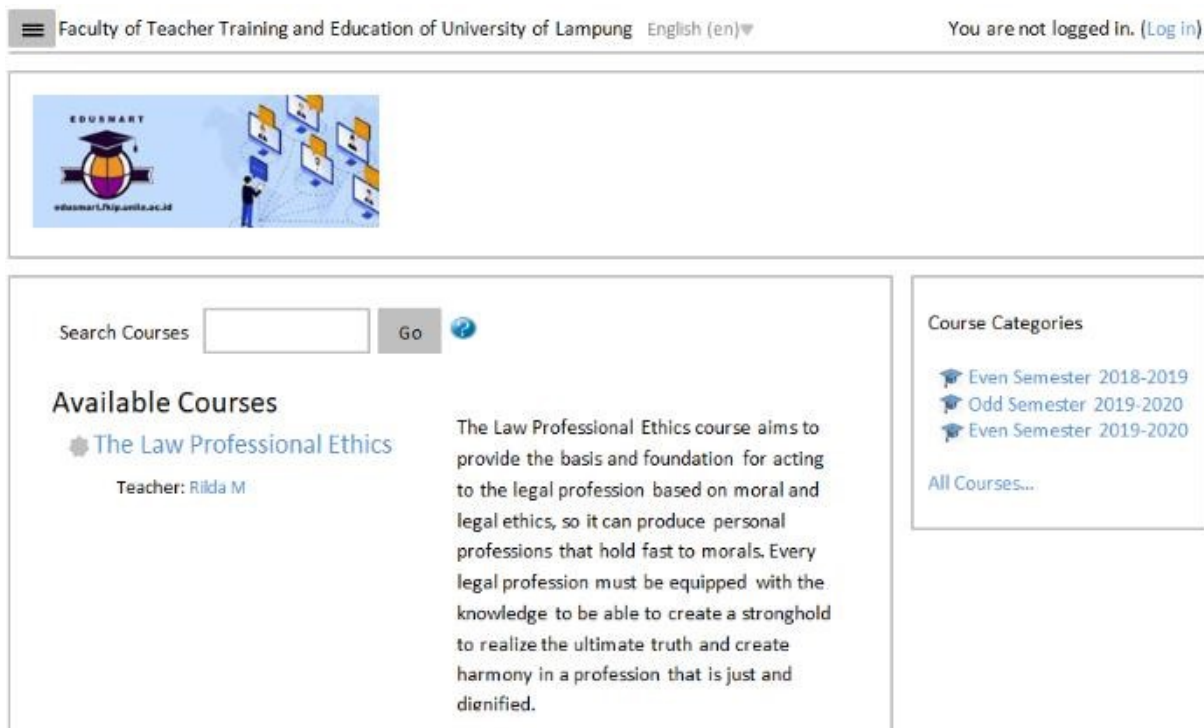 Faculty of Teacher Training and Education of University of Lampung English (en)▾ You are not logged in. (Log in)
EDUSMART
edusmart.fkip.unila.ac.id
Search Courses Go
Available Courses
The Law Professional Ethics
Teacher: Rilda M
The Law Professional Ethics course aims to
provide the basis and foundation for acting
to the legal profession based on moral and
legal ethics, so it can produce personal
professions that hold fast to morals. Every
legal profession must be equipped with the
knowledge to be able to create a stronghold
to realize the ultimate truth and create
harmony in a profession that is just and
dignified.
Course Categories
Even Semester 2018-2019
Odd Semester 2019-2020
Even Semester 2019-2020
All Courses...